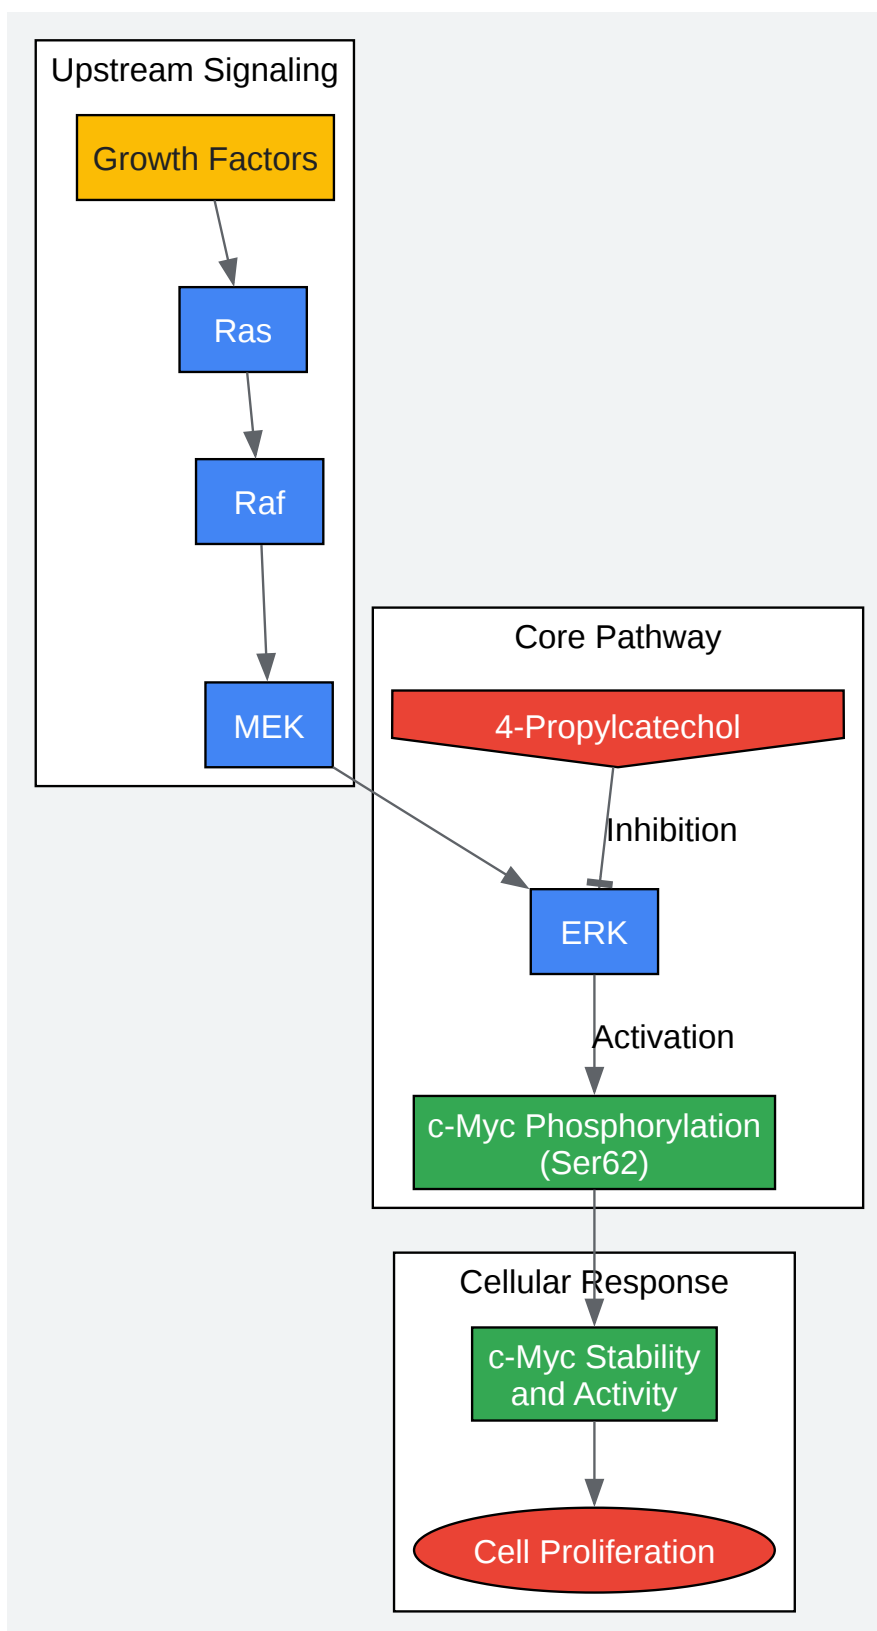 Upstream Signaling
Growth Factors
Ras
Raf
MEK
Core Pathway
4-Propylcatechol
Inhibition
ERK
Activation
c-Myc Phosphorylation
(Ser62)
Cellular Response
c-Myc Stability
and Activity
Cell Proliferation